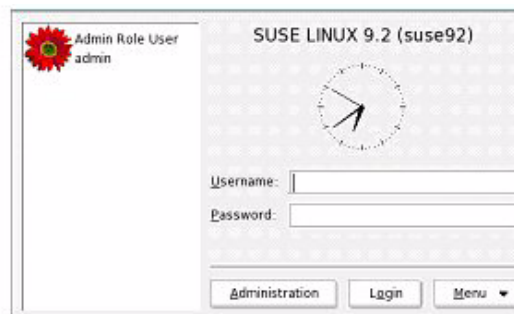 Admin Role User
admin
SUSE LINUX 9.2 (suse92)
Username:
Password:
Administration
Login
Menu